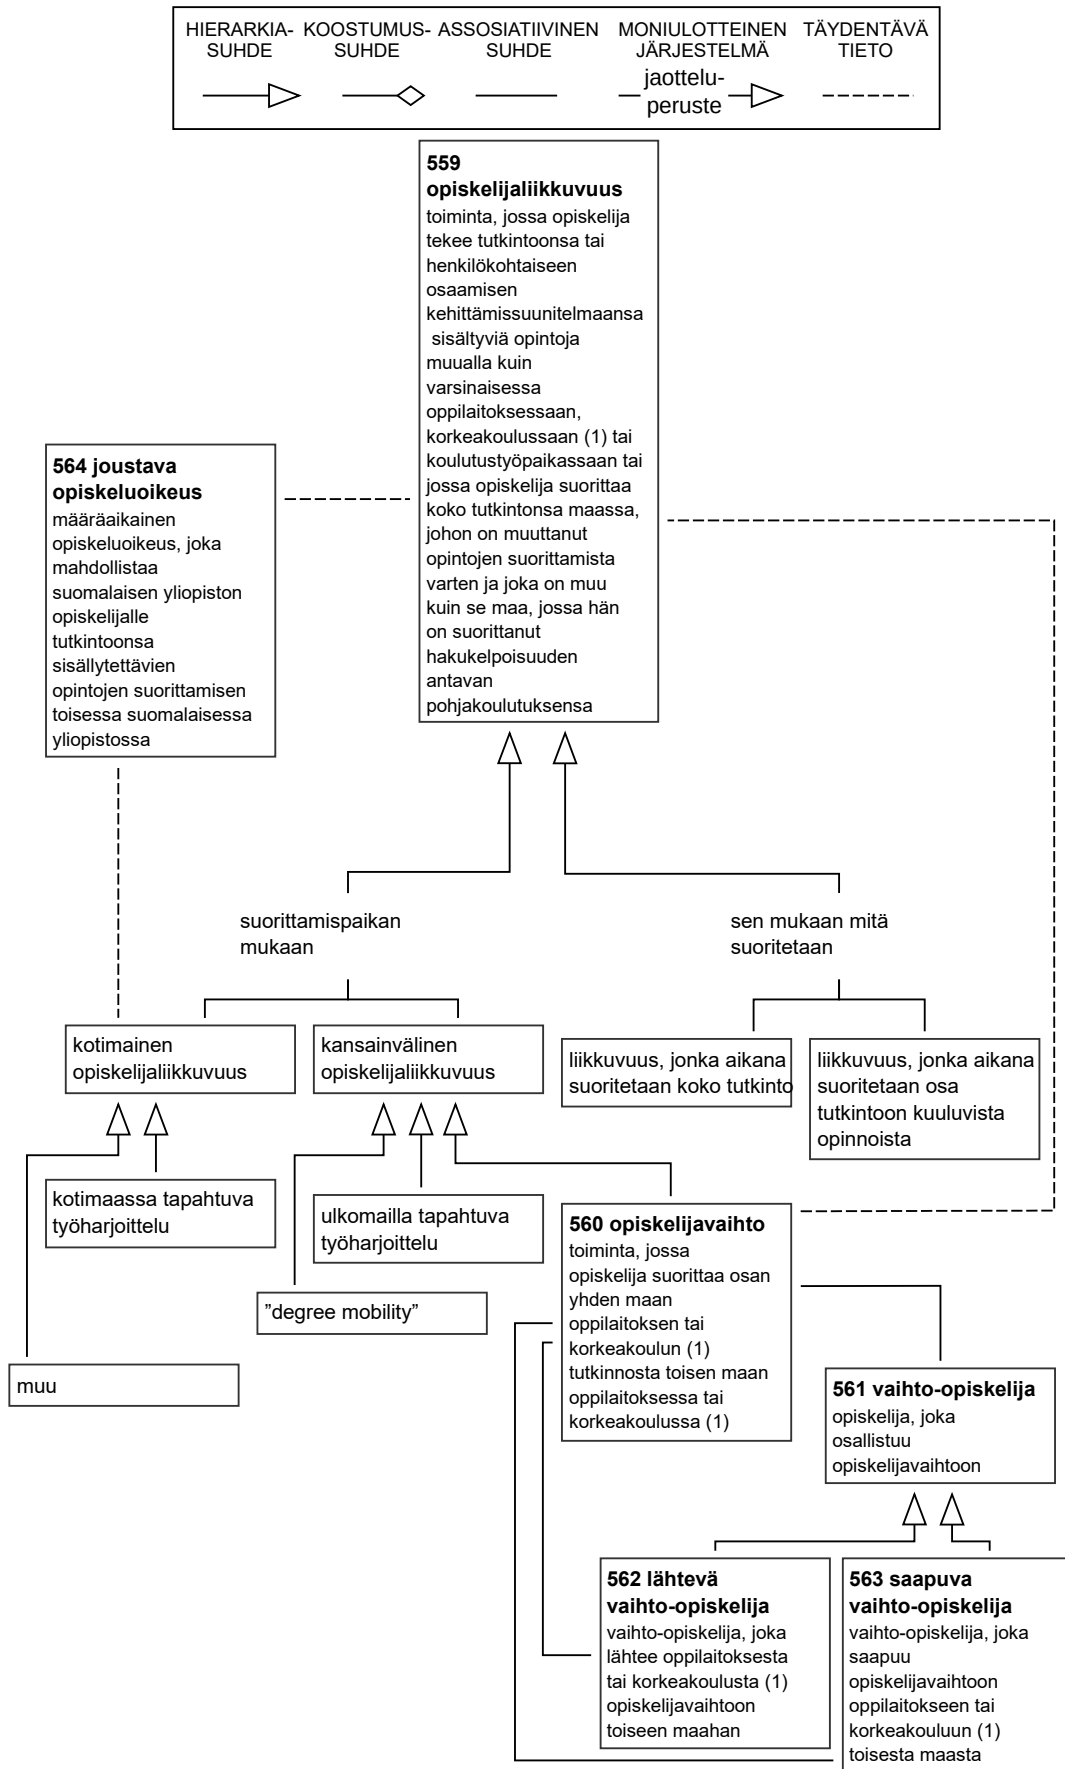 HIERARKIA-
SUHDE
KOOSTUMUS-
SUHDE
ASSOSIATIIVINEN
SUHDE
MONIULOTTEINEN
JÄRJESTELMÄ
jaottelu-
peruste
TÄYDENTÄVÄ
TIETO
559
opiskelijaliikkuvuus
toiminta, jossa opiskelija
tekee tutkintoonsa tai
henkilökohtaiseen
osaamisen
kehittämissuunitelmaansa
sisältyviä opintoja
muualla kuin
varsinaisessa
oppilaitoksessaan,
korkeakoulussaan (1) tai
koulutustyöpaikassaan tai
jossa opiskelija suorittaa
koko tutkintonsa maassa,
johon on muuttanut
opintojen suorittamista
varten ja joka on muu
kuin se maa, jossa hän
on suorittanut
hakukelpoisuuden
antavan
pohjakoulutuksensa
564 joustava
opiskeluoikeus
määräaikainen
opiskeluoikeus, joka
mahdollistaa
suomalaisen yliopiston
opiskelijalle
tutkintoonsa
sisällytettävien
opintojen suorittamisen
toisessa suomalaisessa
yliopistossa
suorittamispaikan
mukaan
sen mukaan mitä
suoritetaan
kotimainen
opiskelijaliikkuvuus
kansainvälinen
opiskelijaliikkuvuus
liikkuvuus, jonka aikana
suoritetaan koko tutkinto
liikkuvuus, jonka aikana
suoritetaan osa
tutkintoon kuuluvista
opinnoista
kotimaassa tapahtuva
työharjoittelu
ulkomailla tapahtuva
työharjoittelu
”degree mobility”
muu
560 opiskelijavaihto
toiminta, jossa
opiskelija suorittaa osan
yhden maan
oppilaitoksen tai
korkeakoulun (1)
tutkinnosta toisen maan
oppilaitoksessa tai
korkeakoulussa (1)
561 vaihto-opiskelija
opiskelija, joka
osallistuu
opiskelijavaihtoon
562 lähtevä
vaihto-opiskelija
vaihto-opiskelija, joka
lähtee oppilaitoksesta
tai korkeakoulusta (1)
opiskelijavaihtoon
toiseen maahan
563 saapuva
vaihto-opiskelija
vaihto-opiskelija, joka
saapuu
opiskelijavaihtoon
oppilaitokseen tai
korkeakouluun (1)
toisesta maasta